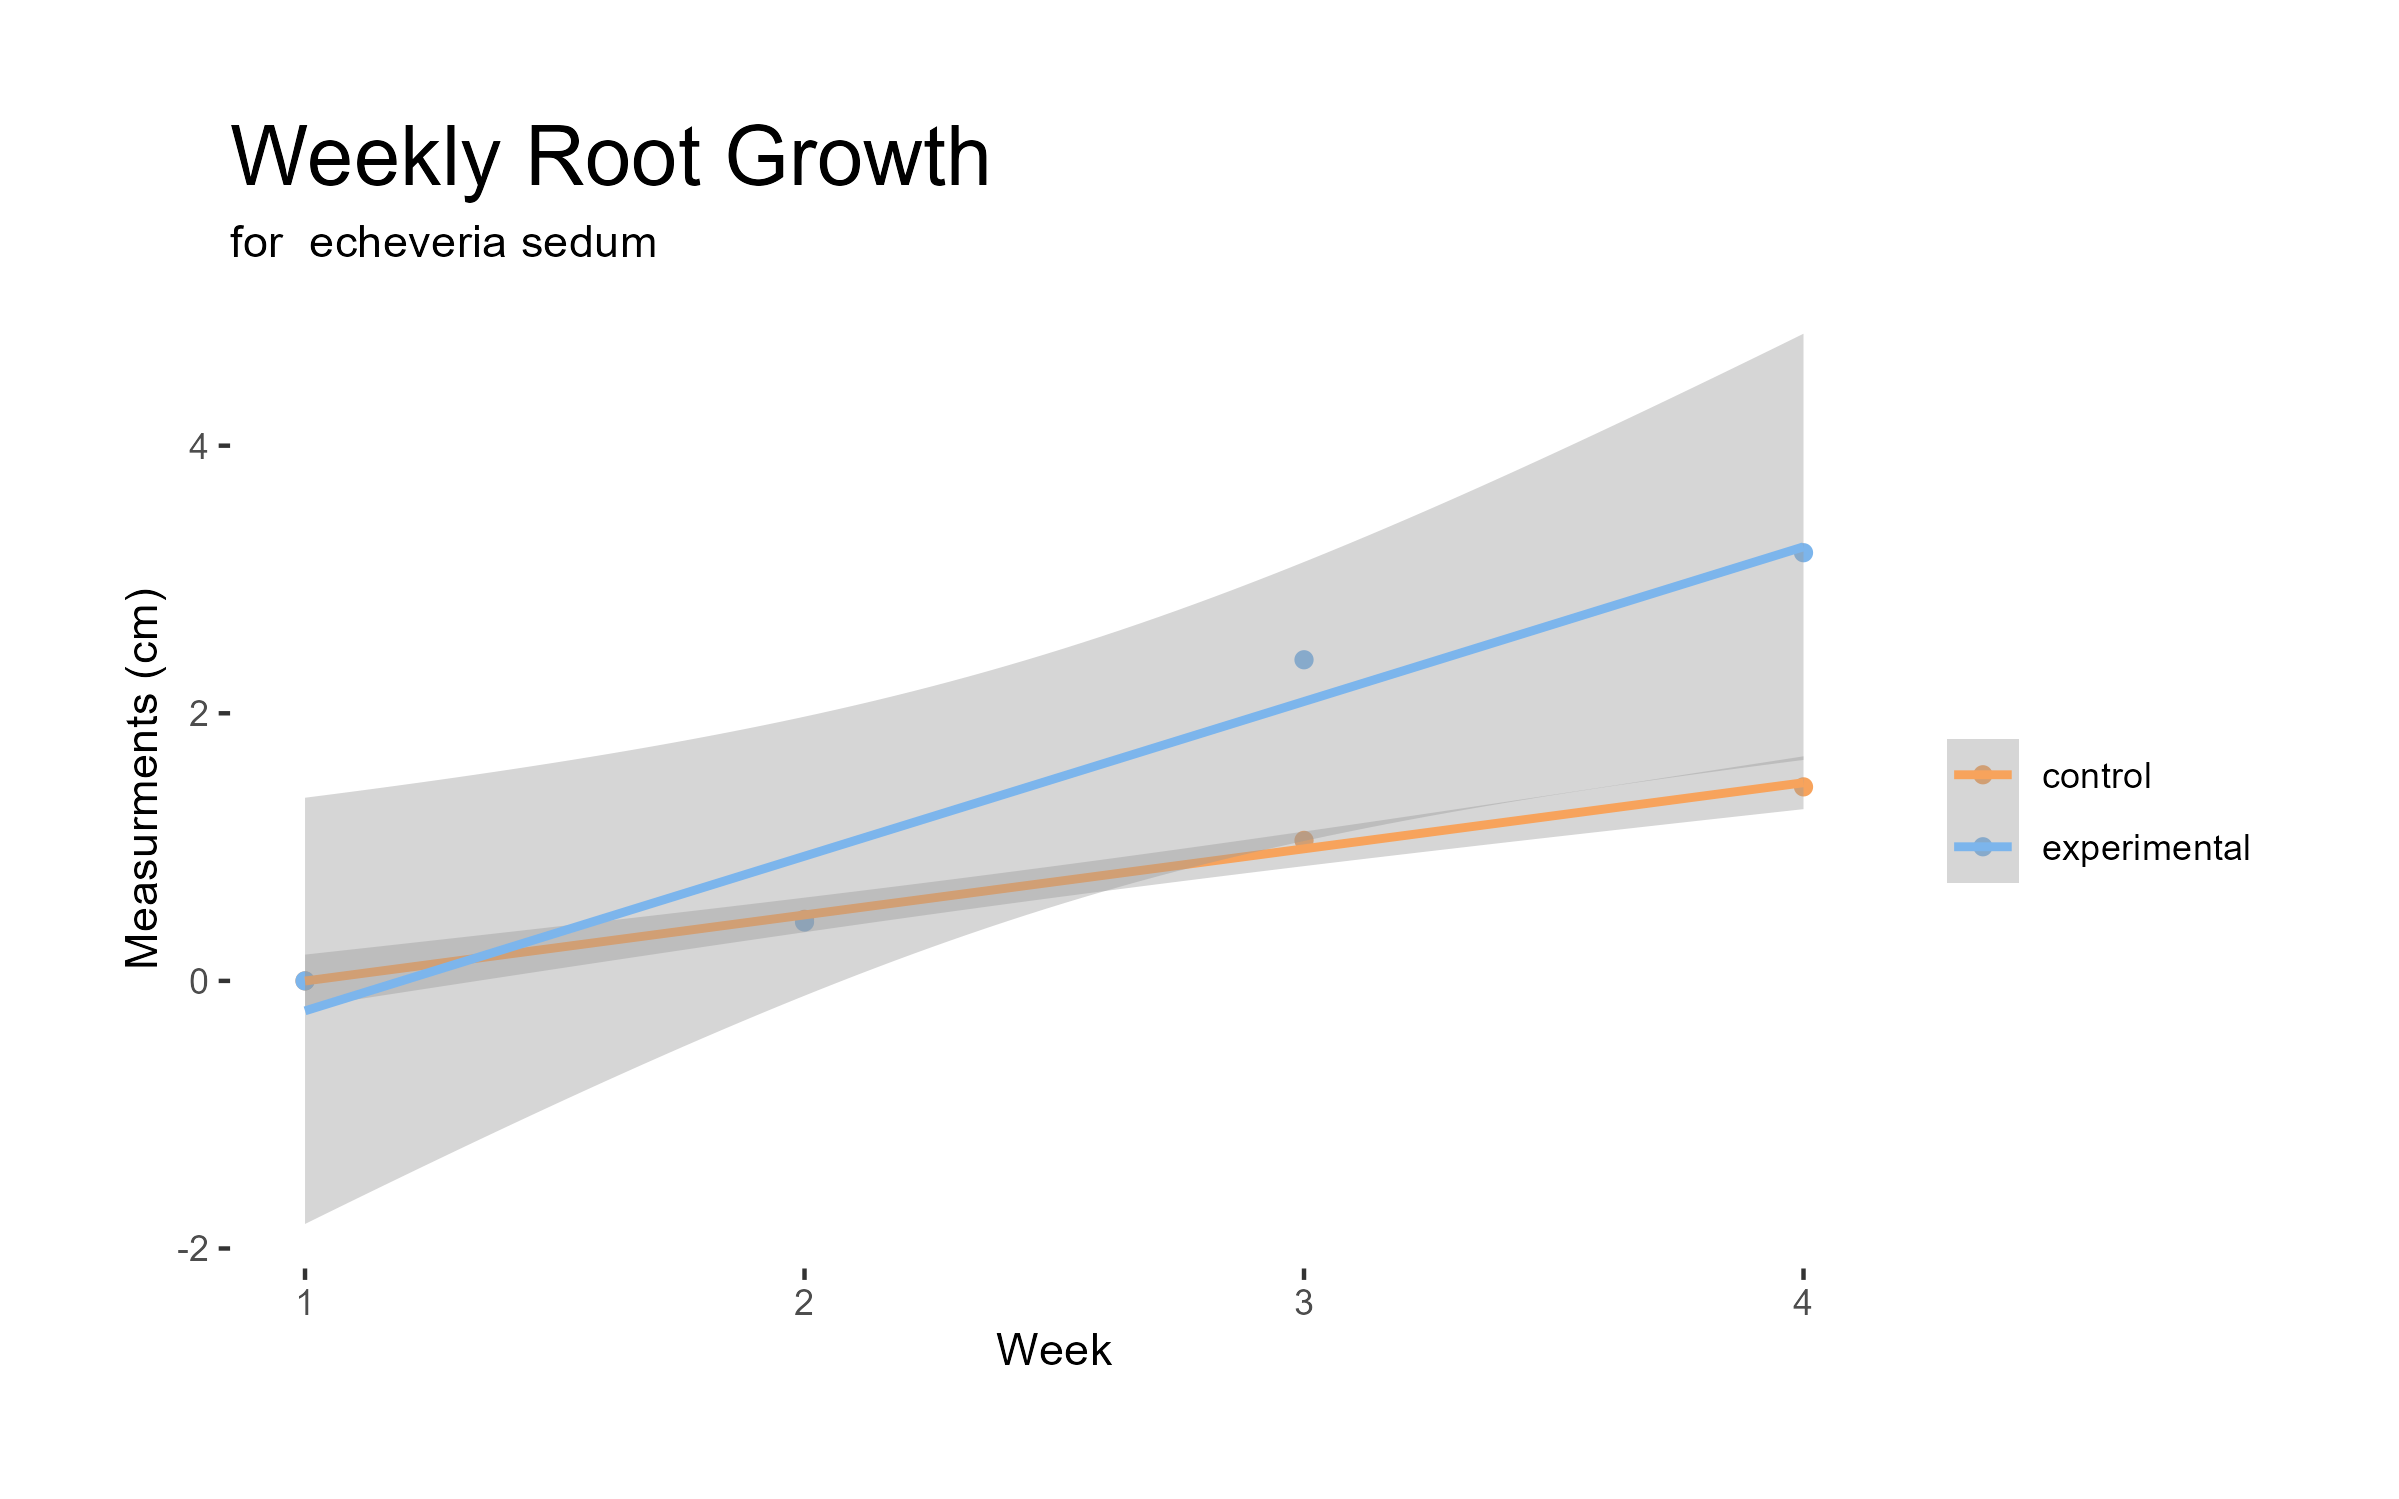 Weekly Root Growth
for  echeveria sedum
Measurments (cm)
4
2
0
-2
1
2
3
4
Week
control
experimental